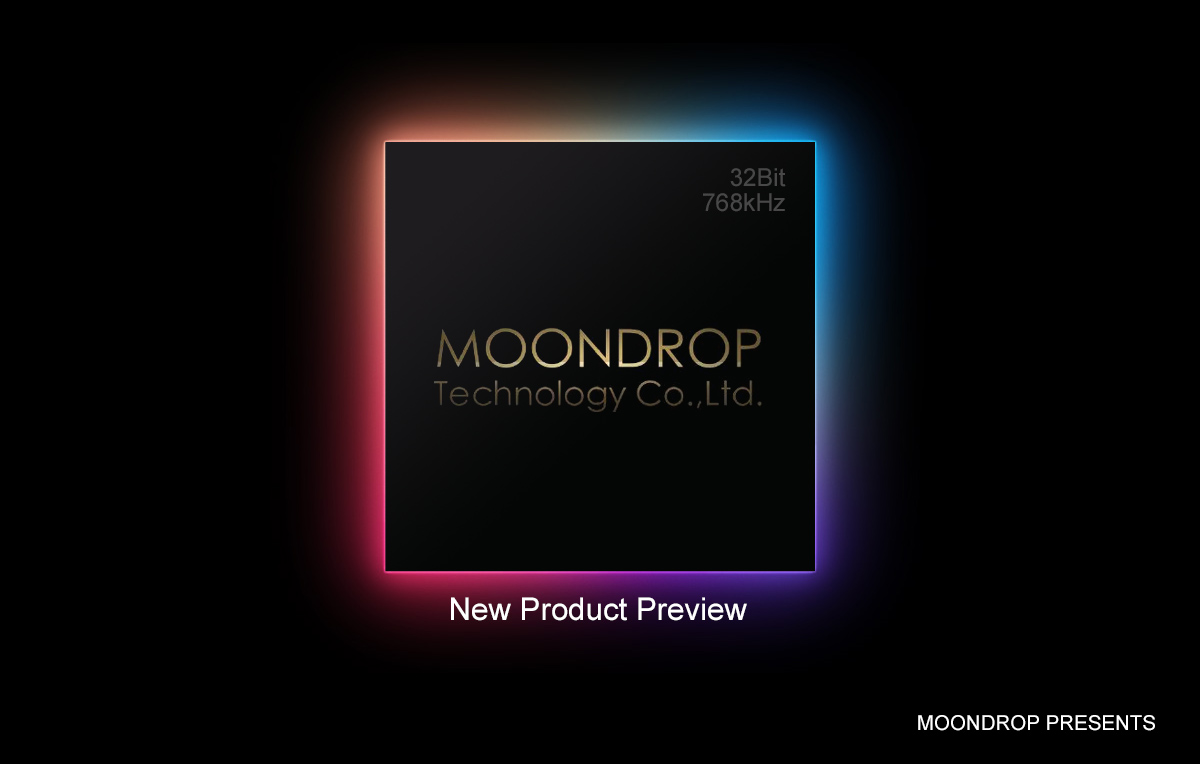 32Bit
768kHz
MOONDROP
Technology Co.,Ltd.
New Product Preview
MOONDROP PRESENTS